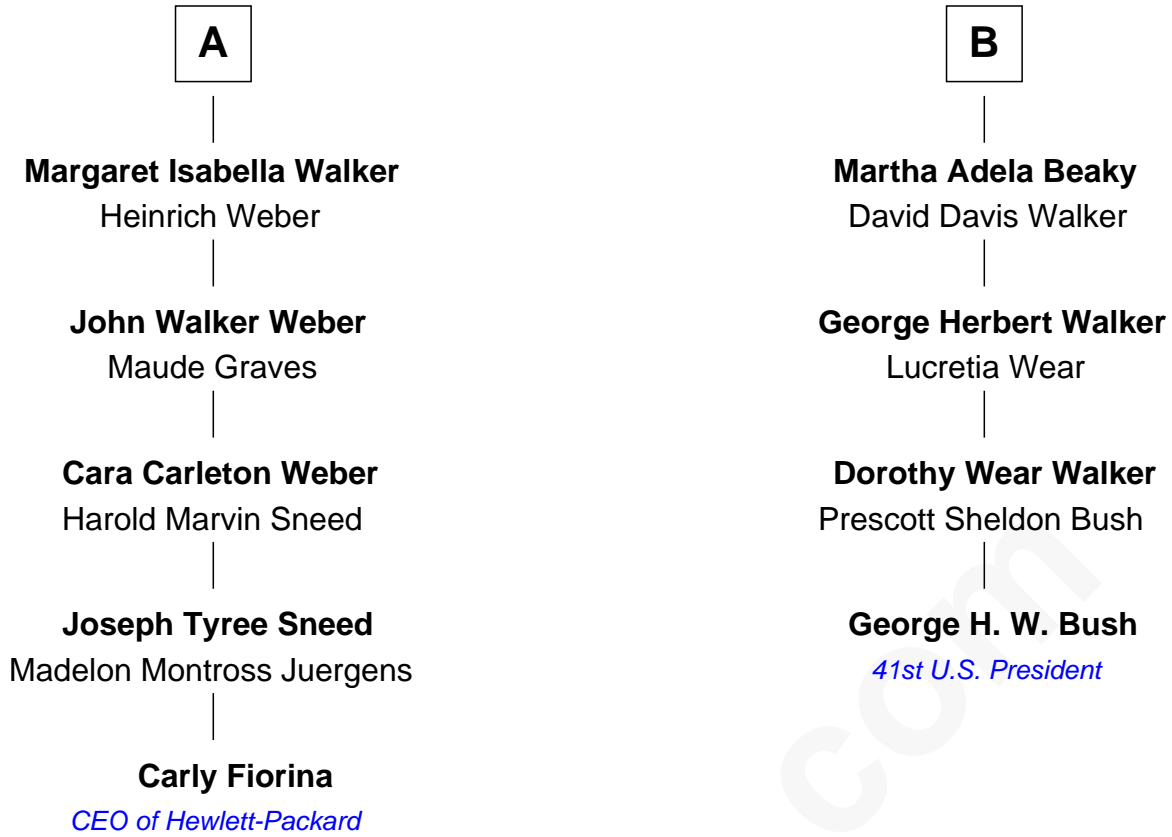 A
Margaret Isabella Walker
Heinrich Weber
John Walker Weber
Maude Graves
Cara Carleton Weber
Harold Marvin Sneed
Joseph Tyree Sneed
Madelon Montross Juergens
Carly Fiorina
CEO of Hewlett-Packard
B
Martha Adela Beaky
David Davis Walker
George Herbert Walker
Lucretia Wear
Dorothy Wear Walker
Prescott Sheldon Bush
George H. W. Bush
41st U.S. President
com